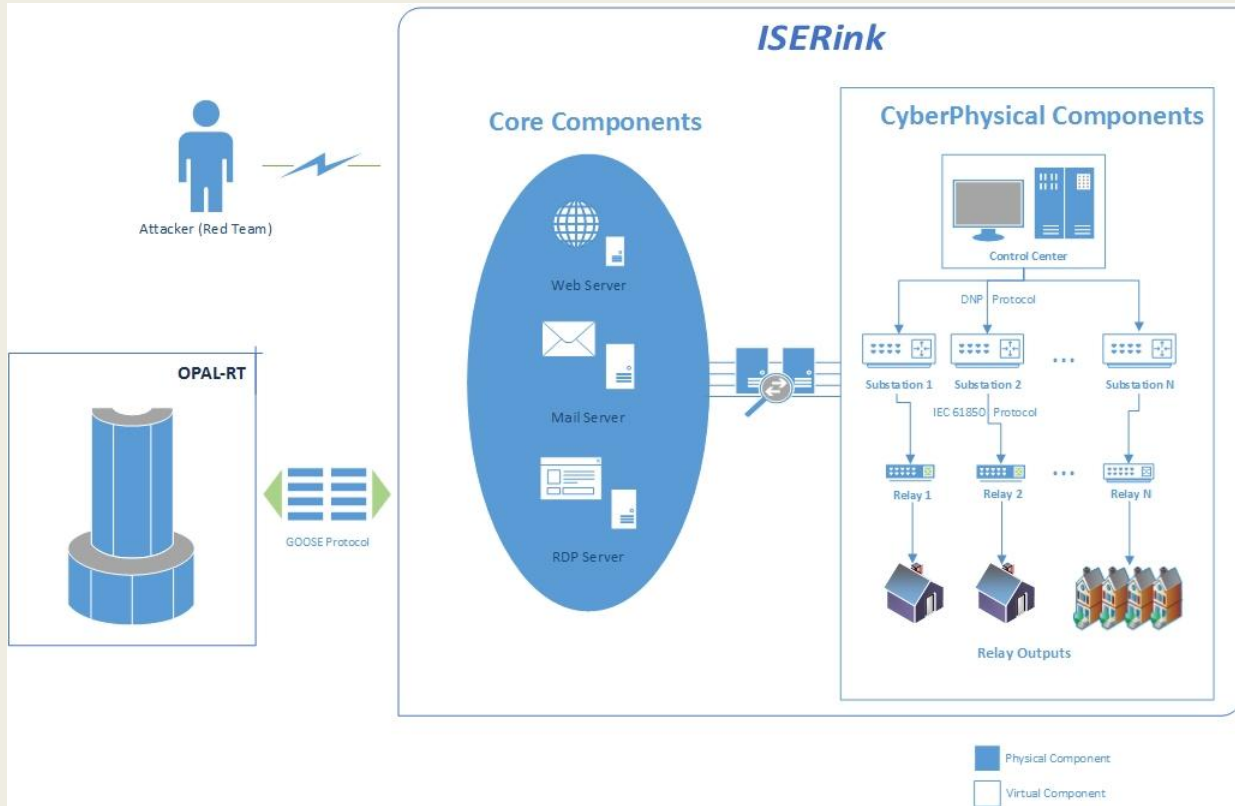 ISERink
Core Components
CyberPhysical Components
Attacker (Red Team)
Web Server
Mail Server
RDP Server
Control Center
DNP Protocol
Substation 1
Substation 2
...
Substation N
IEC 61850 Protocol
Relay 1
Relay 2
...
Relay N
Relay Outputs
OPAL-RT
GOOSE Protocol
Physical Component
Virtual Component